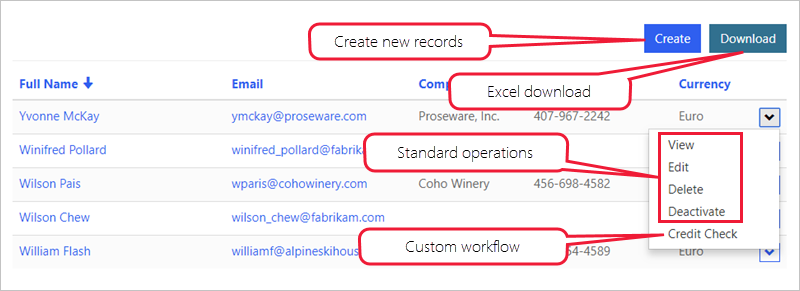 Create new records
Create
Download
Excel download
Full Name
Email
Comp
Currency
Yvonne McKay
ymckay@proseware.com
Proseware, Inc.
407-967-2242
Euro
Winifred Pollard
winifred_pollard@fabrik
Standard operations
View
Edit
Wilson Pais
wparis@cohowinery.com
Coho Winery
456-698-4582
Delete
Wilson Chew
wilson_chew@fabrikam.com
Deactivate
Custom workflow
Credit Check
William Flash
williamf@alpineskihous
54-4589
Euro